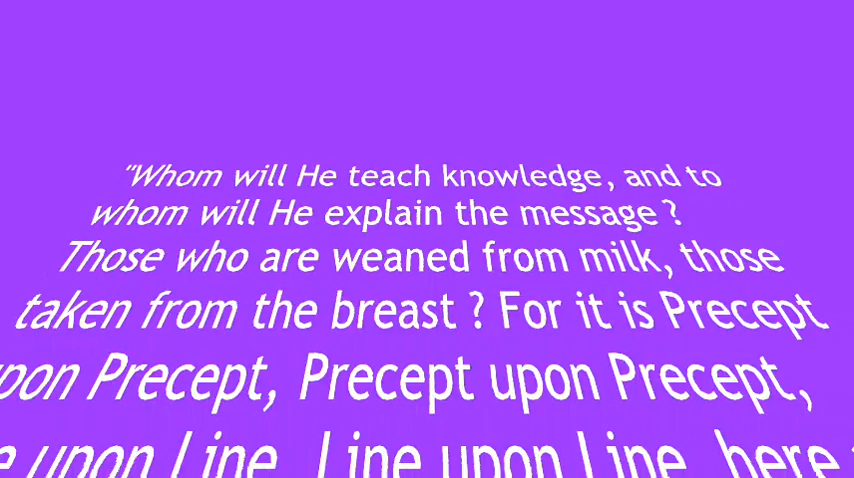 "Whom will He teach knowledge, and to
whom will He explain the message?
Those who are weaned from milk, those
taken from the breast? For it is Precept
upon Precept, Precept upon Precept,
Line upon Line, Line upon Line, here